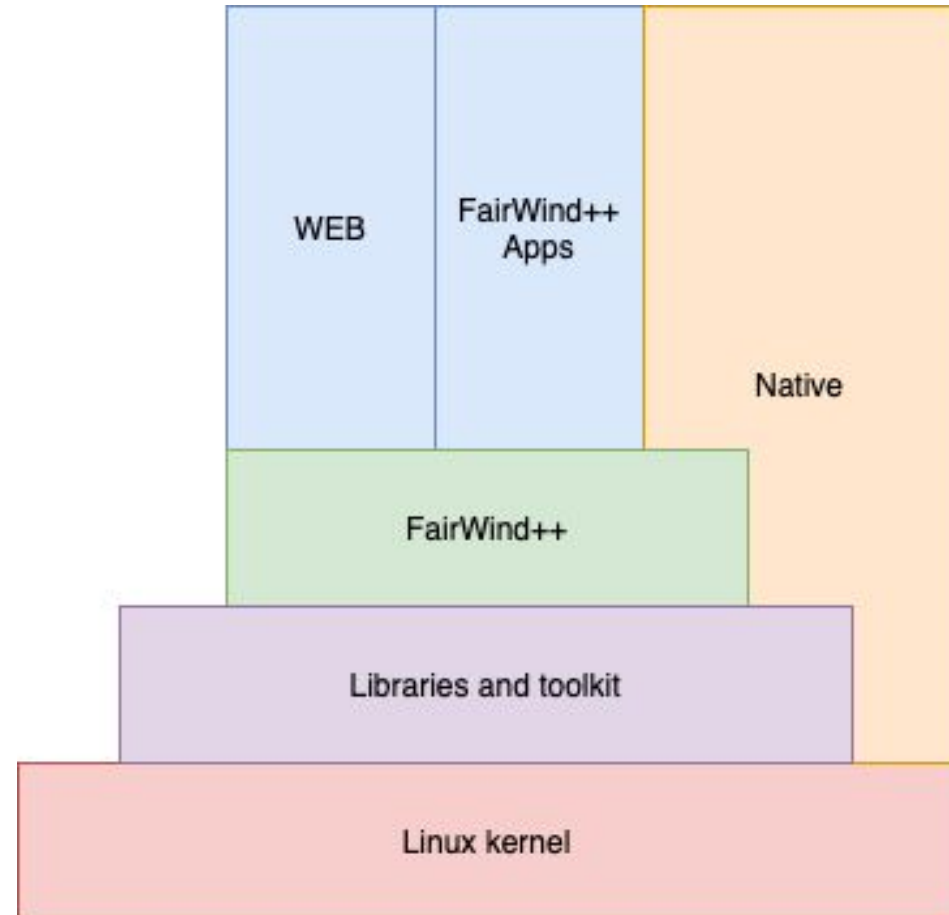 WEB
FairWind++
Apps
Native
FairWind++
Libraries and toolkit
Linux kernel